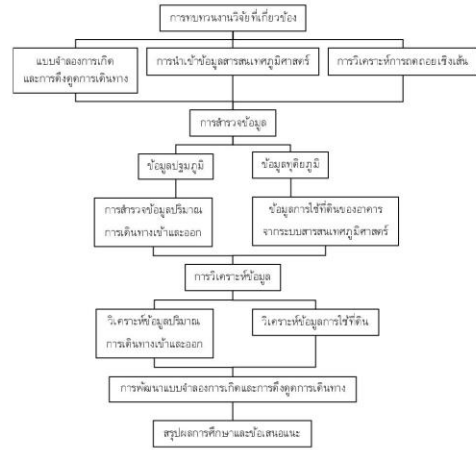 การทบทวนงานวิจัยที่เกี่ยวข้อง
แบบจำลองการเกิด
และการดึงดูดการเดินทาง
การนำเข้าข้อมูลสารสนเทศภูมิศาสตร์
การวิเคราะห์การถดถอยเชิงเส้น
การสำรวจข้อมูล
ข้อมูลปฐมภูมิ
ข้อมูลทุติยภูมิ
การสำรวจข้อมูลปริมาณ
การเดินทางเข้าและออก
ข้อมูลการใช้ที่ดินของอาคาร
จากระบบสารสนเทศภูมิศาสตร์
การวิเคราะห์ข้อมูล
วิเคราะห์ข้อมูลปริมาณ
การเดินทางเข้าและออก
วิเคราะห์ข้อมูลการใช้ที่ดิน
การพัฒนาแบบจำลองการเกิดและการดึงดูดการเดินทาง
สรุปผลการศึกษาและข้อเสนอแนะ